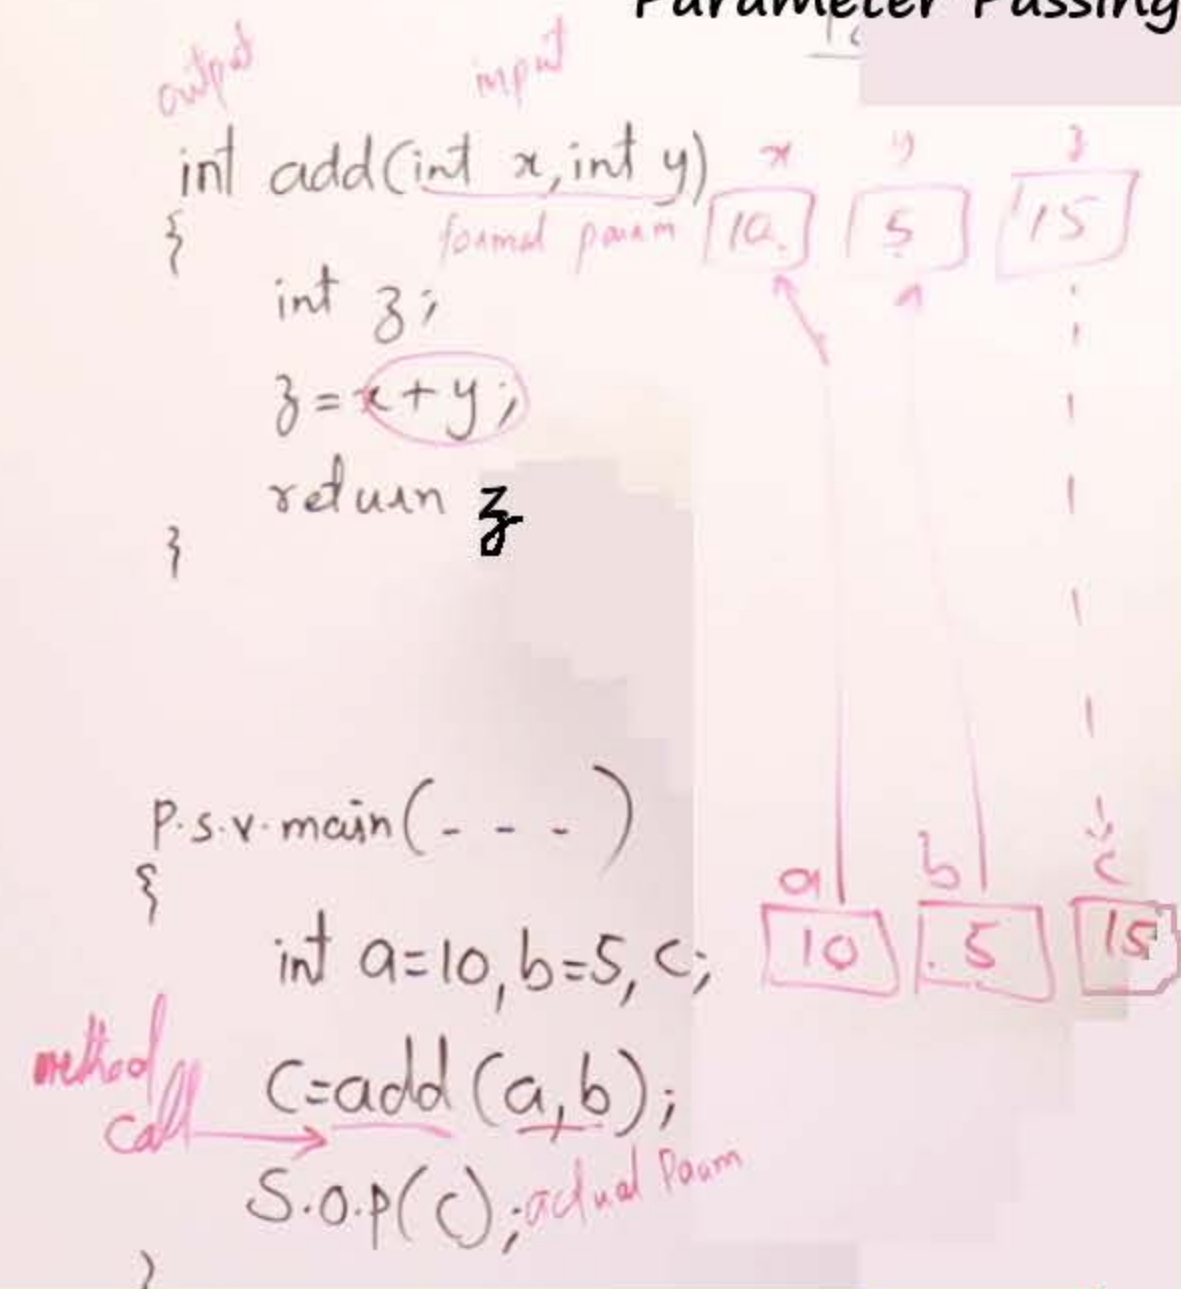 Parameter Passing
output input
int add(int x, int y) x y z
{ formal param 10 5 15
int z;
z=x+y;
return z
}
P.s.v.main(- - -)
{ a b c
int a=10, b=5, c; 10 5 15
method call C=add(a,b);
S.o.p(c); actual Param
}